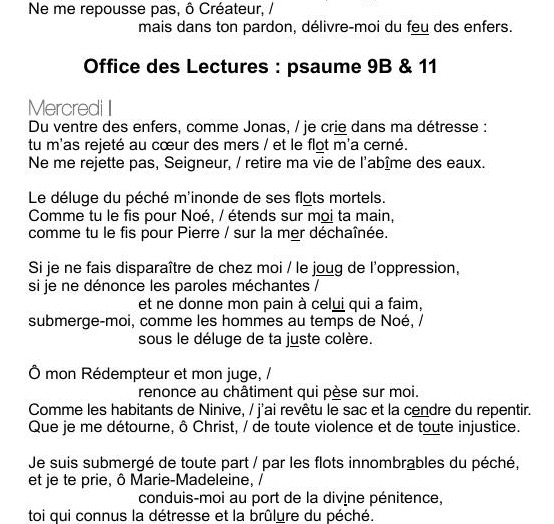 Ne me repousse pas, ô Créateur, /
mais dans ton pardon, délivre-moi du feu des enfers.
Office des Lectures : psaume 9B & 11
Mercredi I
Du ventre des enfers, comme Jonas, / je crie dans ma détresse :
tu m'as rejeté au cœur des mers / et le flot m'a cerné.
Ne me rejette pas, Seigneur, / retire ma vie de l'abîme des eaux.
Le déluge du péché m'inonde de ses flots mortels.
Comme tu le fis pour Noé, / étends sur moi ta main,
comme tu le fis pour Pierre / sur la mer déchaînée.
Si je ne fais disparaître de chez moi / le joug de l'oppression,
si je ne dénonce les paroles méchantes /
et ne donne mon pain à celui qui a faim,
submerge-moi, comme les hommes au temps de Noé, /
sous le déluge de ta juste colère.
Ô mon Rédempteur et mon juge, /
renonce au châtiment qui pèse sur moi.
Comme les habitants de Ninive, / j'ai revêtu le sac et la cendre du repentir.
Que je me détourne, ô Christ, / de toute violence et de toute injustice.
Je suis submergé de toute part / par les flots innombrables du péché,
et je te prie, ô Marie-Madeleine, /
conduis-moi au port de la divine pénitence,
toi qui connus la détresse et la brûlure du péché.